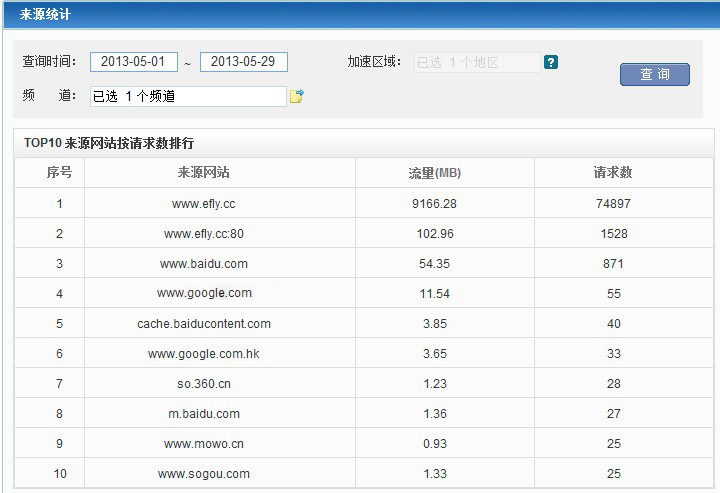 来源统计
查询时间： 2013-05-01 ~ 2013-05-29 加速区域： 已选 1 个地区 ? 查 询
频 道： 已选 1 个频道
TOP10 来源网站按请求数排行
序号 来源网站 流量(MB) 请求数
1 www.efly.cc 9166.28 74897
2 www.efly.cc:80 102.96 1528
3 www.baidu.com 54.35 871
4 www.google.com 11.54 55
5 cache.baiducontent.com 3.85 40
6 www.google.com.hk 3.65 33
7 so.360.cn 1.23 28
8 m.baidu.com 1.36 27
9 www.mowo.cn 0.93 25
10 www.sogou.com 1.33 25